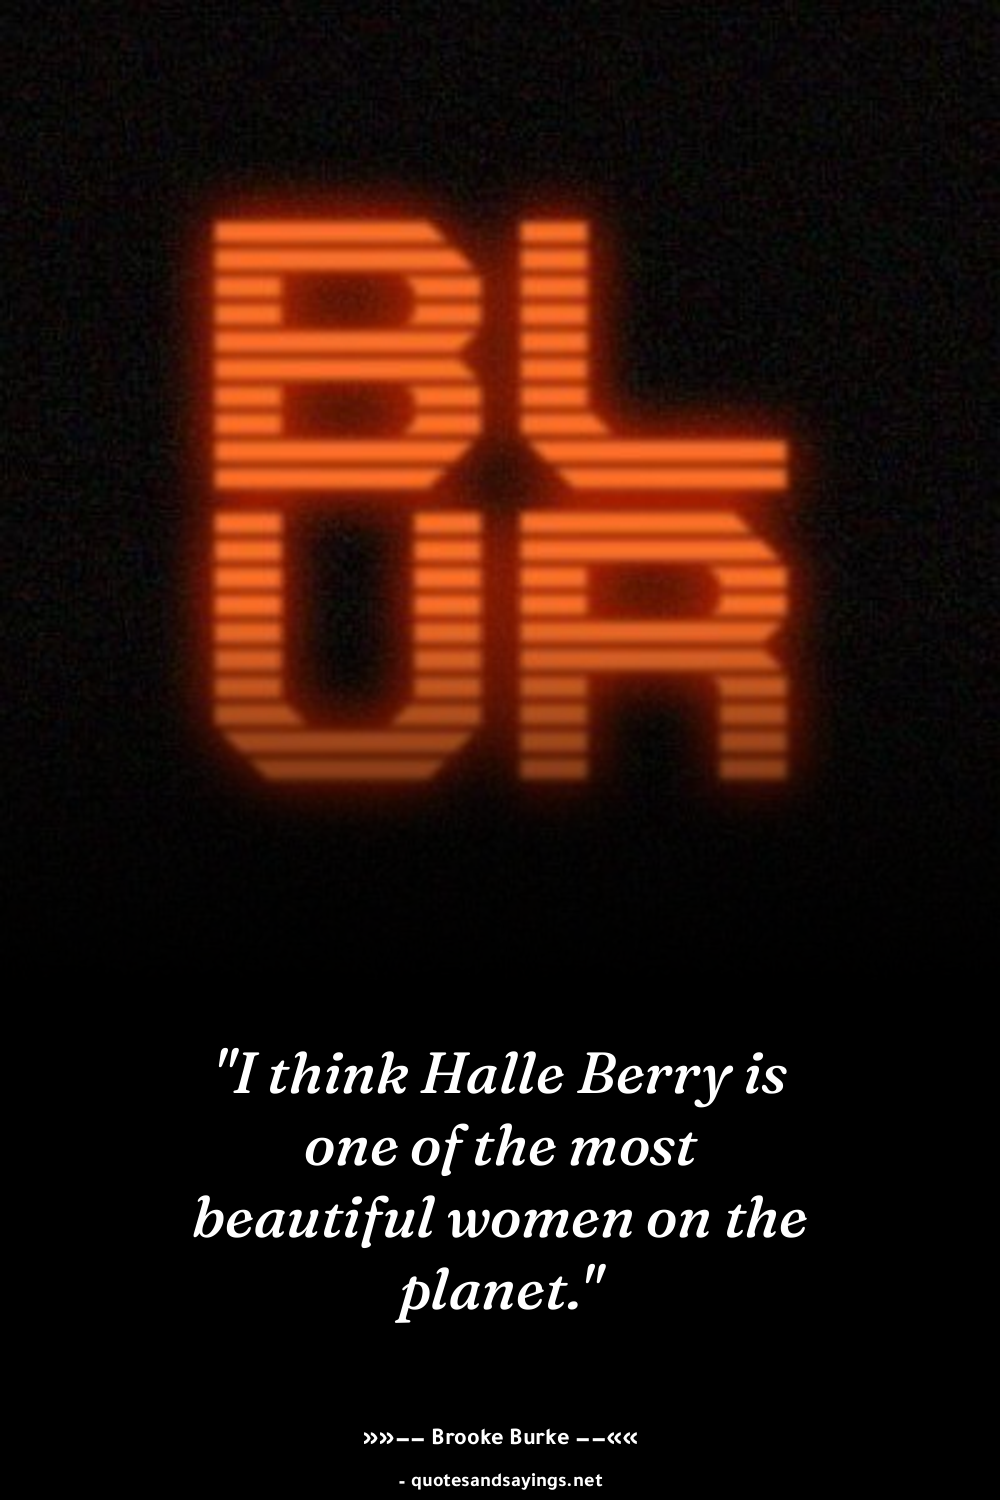 BL
UR
"I think Halle Berry is
one of the most
beautiful women on the
planet."
»»–– Brooke Burke ––««
- quotesandsayings.net